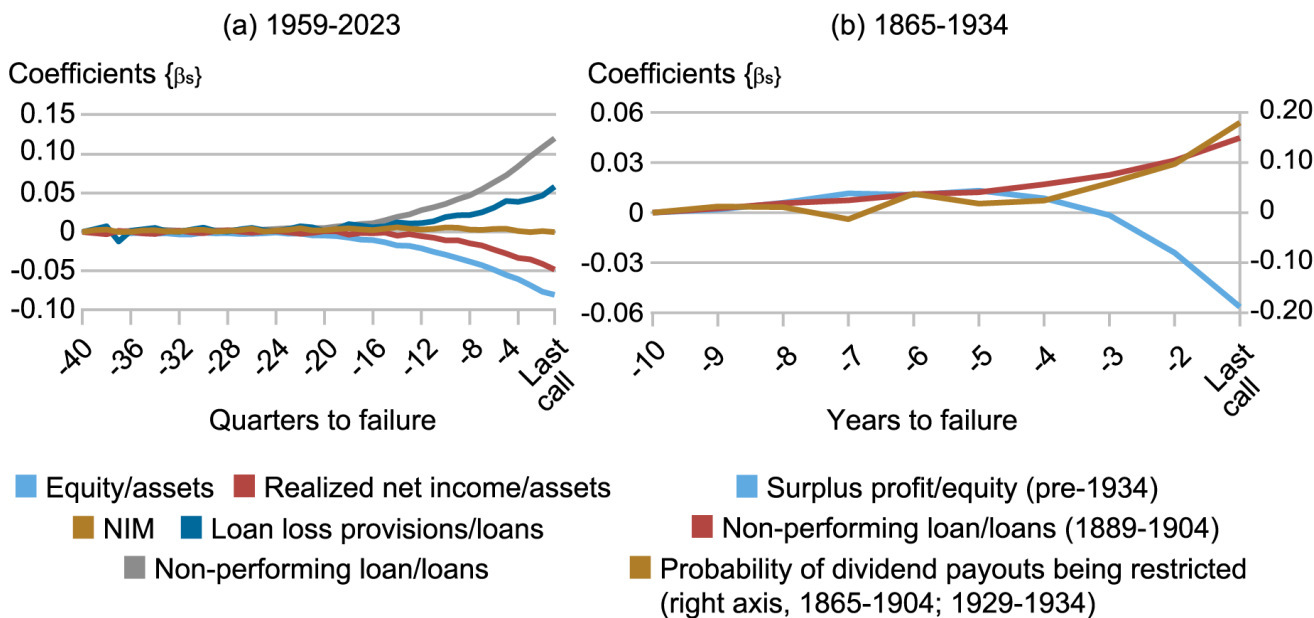 (a) 1959-2023
Coefficients {βs}
0.15
0.10
0.05
0
-0.05
-0.10
-40
-36
-32
-28
-24
-20
-16
-12
-8
-4
Last call
Quarters to failure
Equity/assets
Realized net income/assets
NIM
Loan loss provisions/loans
Non-performing loan/loans
(b) 1865-1934
Coefficients {βs}
0.06
0.03
0
-0.03
-0.06
0.20
0.10
0
-0.10
-0.20
-10
-9
-8
-7
-6
-5
-4
-3
-2
Last call
Years to failure
Surplus profit/equity (pre-1934)
Non-performing loan/loans (1889-1904)
Probability of dividend payouts being restricted
(right axis, 1865-1904; 1929-1934)